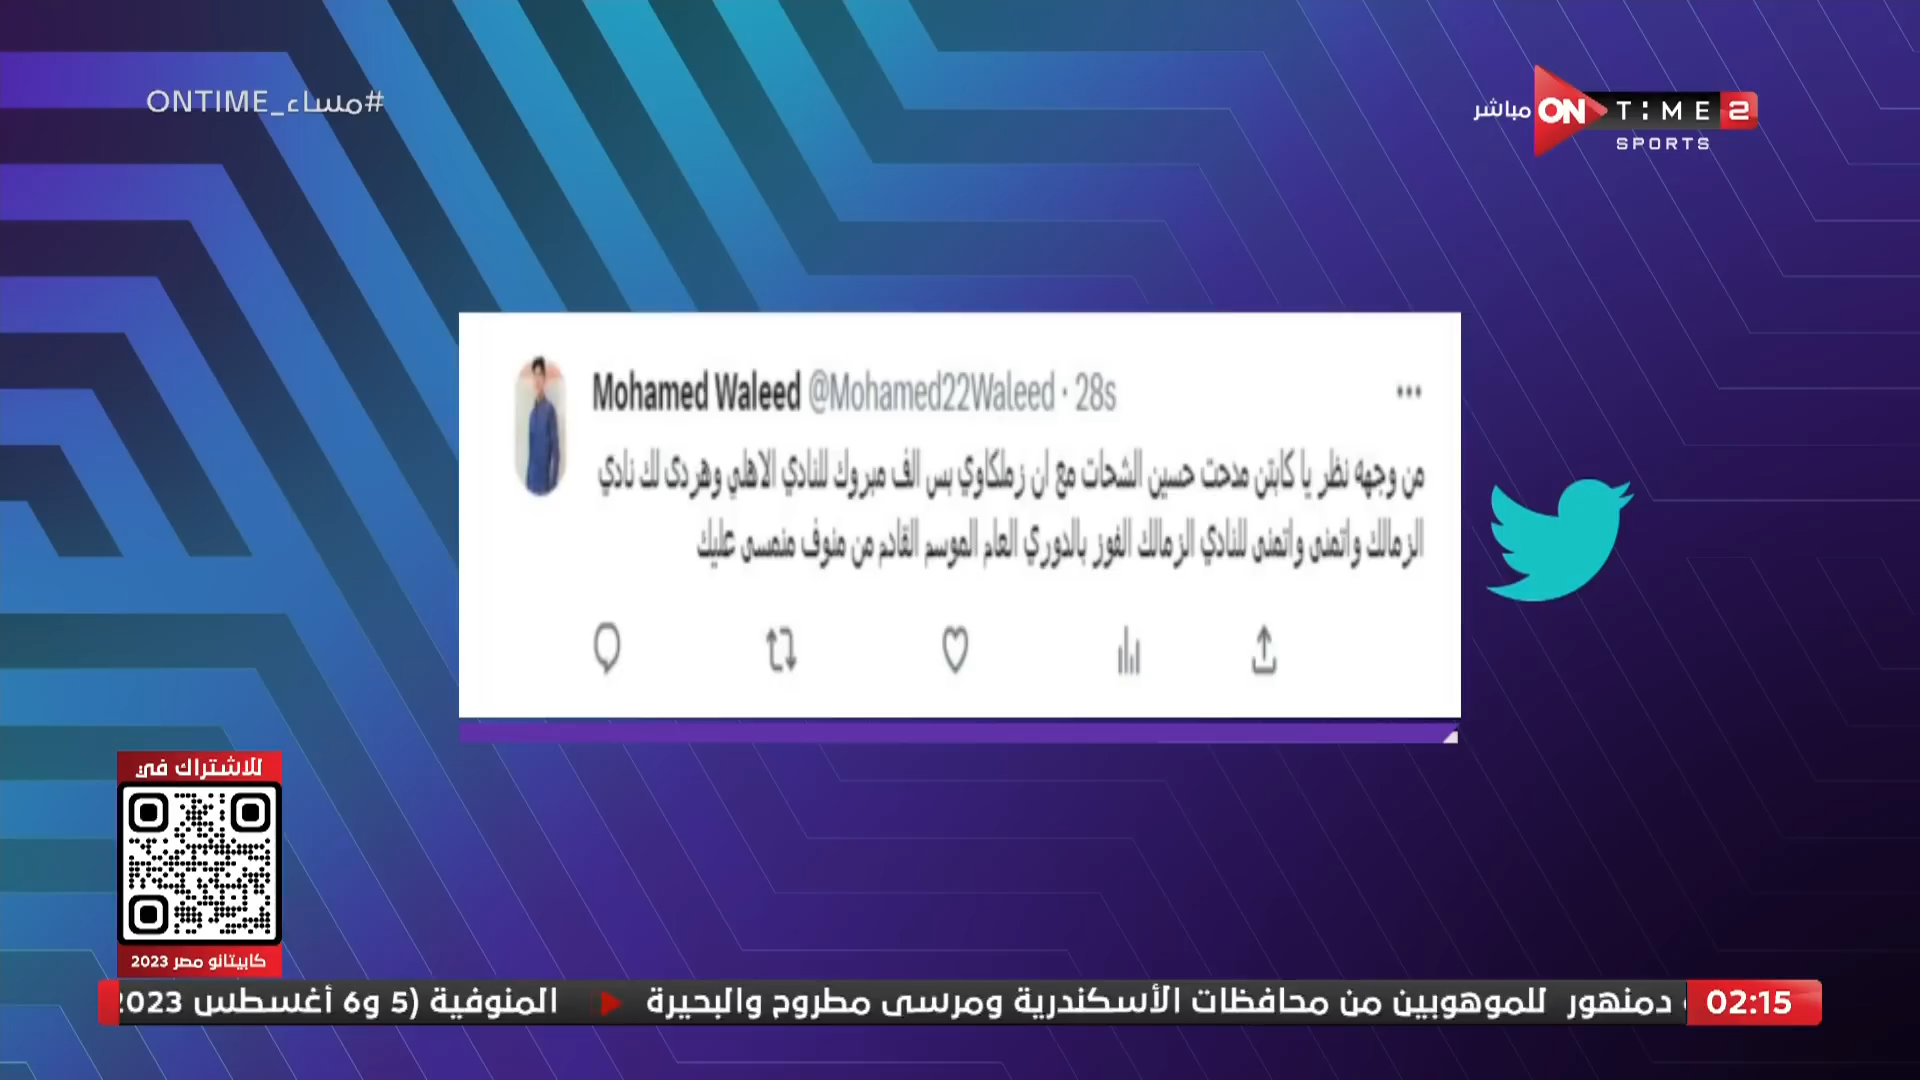 #مساء_ONTIME
مباشر ON TIME 2
SPORTS
Mohamed Waleed @Mohamed22Waleed · 28s
من وجهه نظر يا كابتن مدحت حسين الشحات مع ان زملكاوي بس الف مبروك للنادي الاهلي وهردى لك نادي
الزمالك واتمنى واتمنى للنادي الزمالك الفوز بالدوري العام الموسم القادم من منوف منمسى عليك
للاشتراك في
كابيتانو مصر 2023
دمنهور للموهوبين من محافظات الأسكندرية ومرسى مطروح والبحيرة
المنوفية (5 و6 أغسطس 2023
02:15